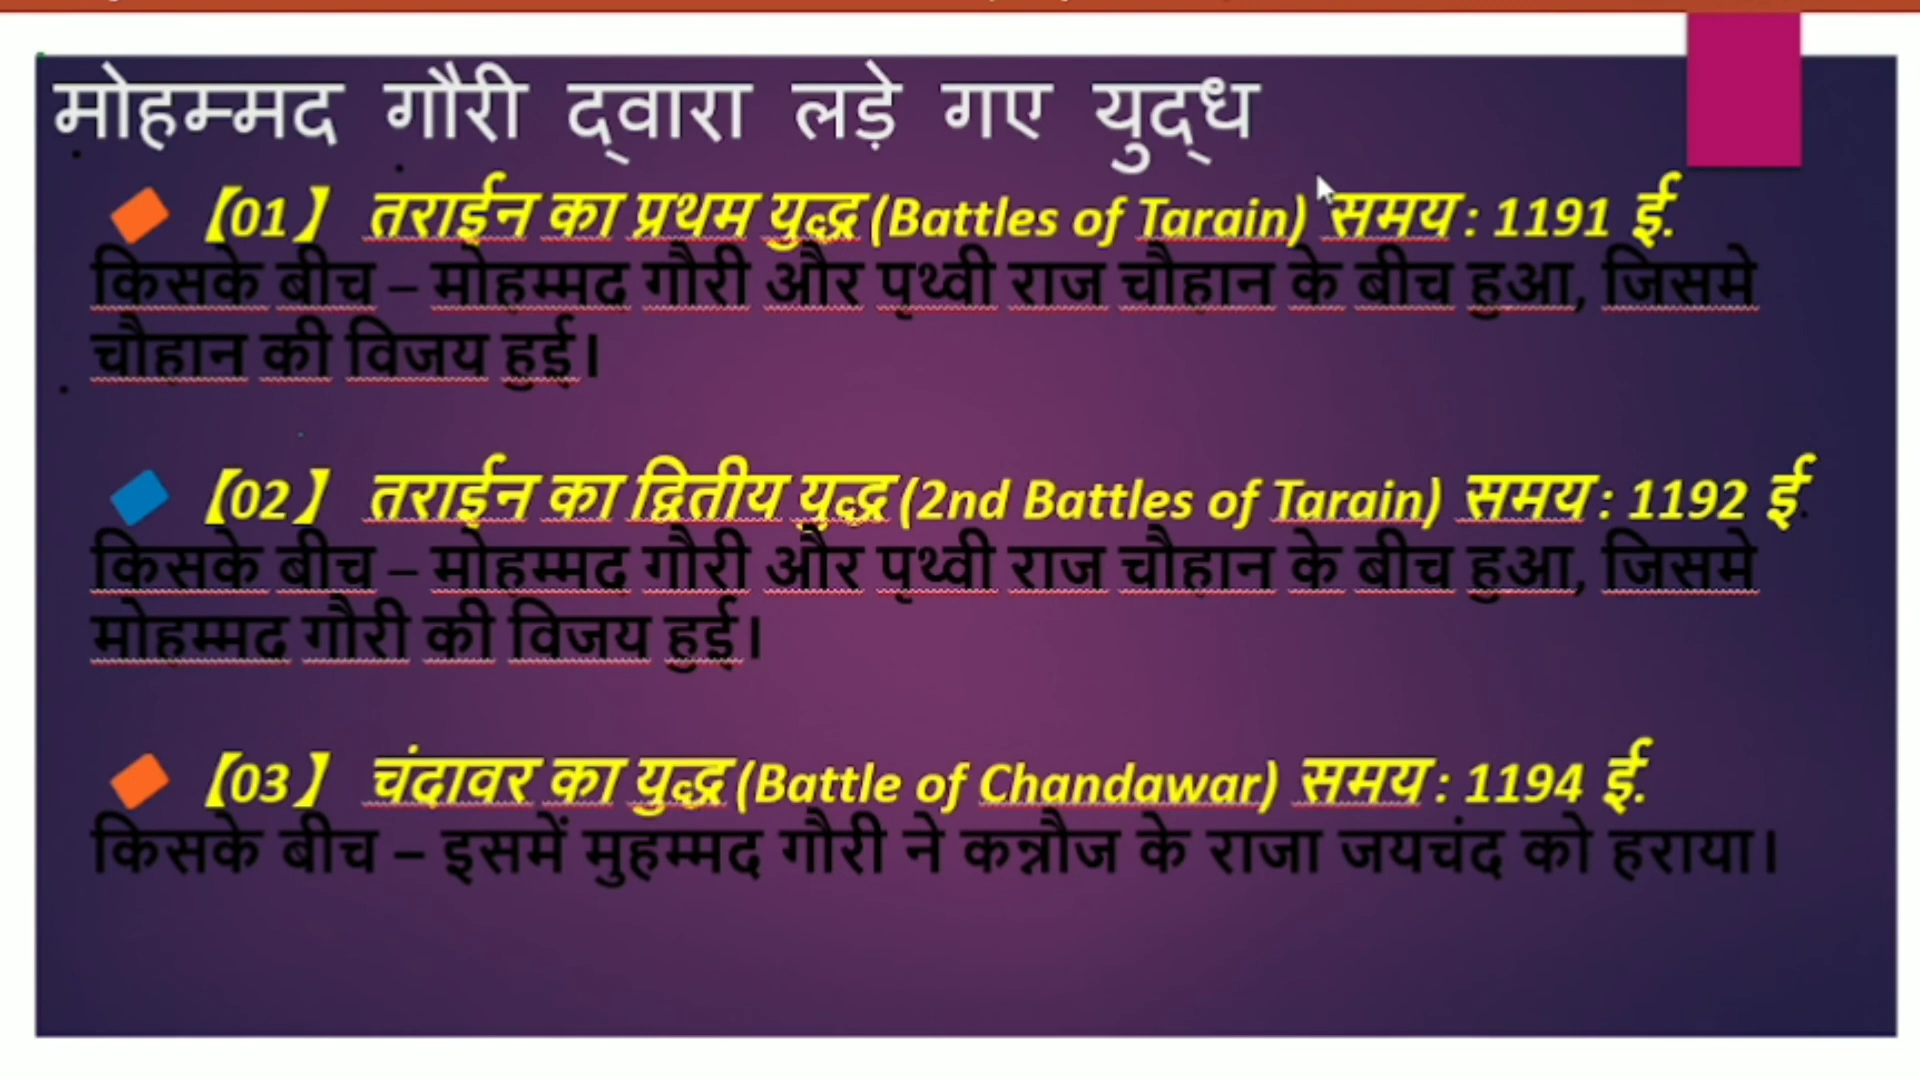 मोहम्मद गौरी द्वारा लड़े गए युद्ध
【01】 तराईन का प्रथम युद्ध (Battles of Tarain) समय : 1191 ई.
किसके बीच – मोहम्मद गौरी और पृथ्वी राज चौहान के बीच हुआ, जिसमे
चौहान की विजय हुई।
【02】 तराईन का द्वितीय युद्ध (2nd Battles of Tarain) समय : 1192 ई.
किसके बीच – मोहम्मद गौरी और पृथ्वी राज चौहान के बीच हुआ, जिसमे
मोहम्मद गौरी की विजय हुई।
【03】 चंदावर का युद्ध (Battle of Chandawar) समय : 1194 ई.
किसके बीच – इसमें मुहम्मद गौरी ने कन्नौज के राजा जयचंद को हराया।